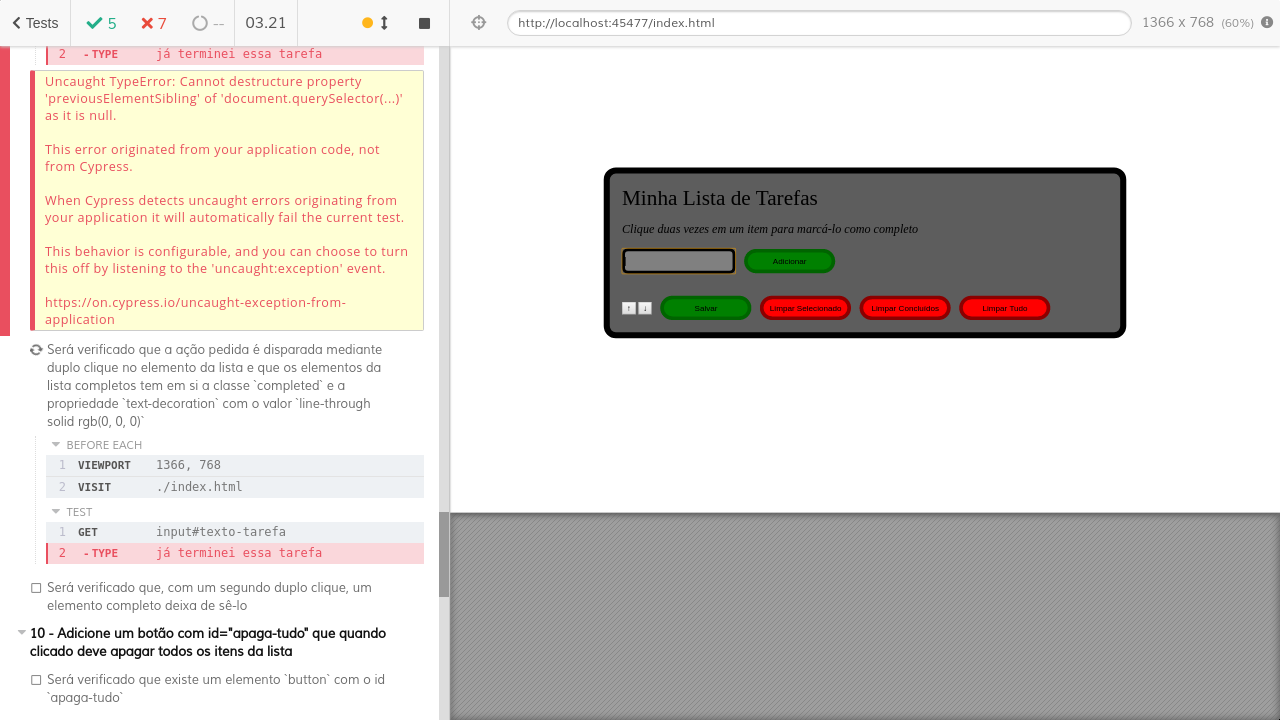 Tests
5
7
--
03.21
http://localhost:45477/index.html
1366 x 768 (60%)
2 -TYPE já terminei essa tarefa
Uncaught TypeError: Cannot destructure property
'previousElementSibling' of 'document.querySelector(...)'
as it is null.
This error originated from your application code, not
from Cypress.
When Cypress detects uncaught errors originating from
your application it will automatically fail the current test.
This behavior is configurable, and you can choose to turn
this off by listening to the 'uncaught:exception' event.
https://on.cypress.io/uncaught-exception-from-
application
Será verificado que a ação pedida é disparada mediante
duplo clique no elemento da lista e que os elementos da
lista completos tem em si a classe `completed` e a
propriedade `text-decoration` com o valor `line-through
solid rgb(0, 0, 0)`
BEFORE EACH
1 VIEWPORT 1366, 768
2 VISIT ./index.html
TEST
1 GET input#texto-tarefa
2 -TYPE já terminei essa tarefa
Será verificado que, com um segundo duplo clique, um
elemento completo deixa de sê-lo
10 - Adicione um botão com id="apaga-tudo" que quando
clicado deve apagar todos os itens da lista
Será verificado que existe um elemento `button` com o id
`apaga-tudo`
Minha Lista de Tarefas
Clique duas vezes em um item para marcá-lo como completo
Adicionar
↑ ↓ Salvar Limpar Selecionado Limpar Concluídos Limpar Tudo